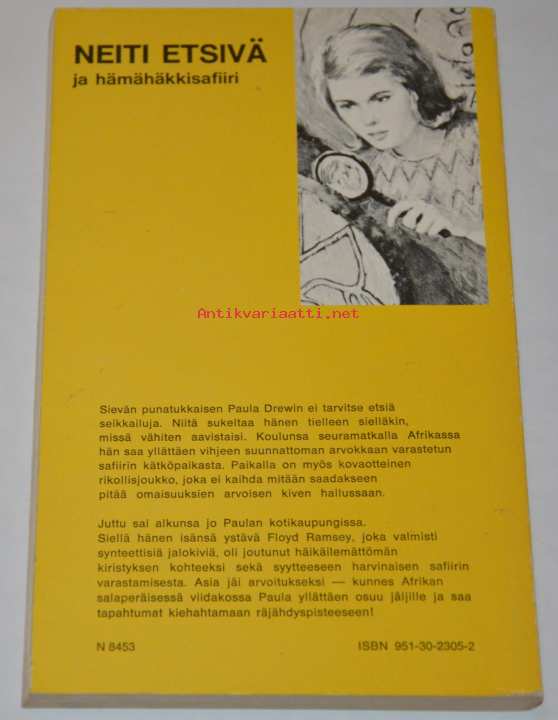 NEITI ETSIVÄ
ja hämähäkkisafiiri
Antikvariaatti.net
Sievän punatukkaisen Paula Drewin ei tarvitse etsiä
seikkailuja. Niitä sukeltaa hänen tielleen sielläkin,
missä vähiten aavistaisi. Koulunsa seuramatkalla Afrikassa
hän saa yllättäen vihjeen suunnattoman arvokkaan varastetun
safiirin kätköpaikasta. Paikalla on myös kovaotteinen
rikollisjoukko, joka ei kaihda mitään saadakseen
pitää omaisuuksien arvoisen kiven hallussaan.
Juttu sai alkunsa jo Paulan kotikaupungissa.
Siellä hänen isänsä ystävä Floyd Ramsey, joka valmisti
synteettisiä jalokiviä, oli joutunut häikäilemättömän
kiristyksen kohteeksi sekä syytteeseen harvinaisen safiirin
varastamisesta. Asia jäi arvoitukseksi — kunnes Afrikan
salaperäisessä viidakossa Paula yllättäen osuu jäljille ja saa
tapahtumat kiehahtamaan räjähdyspisteeseen!
N 8453
ISBN 951-30-2305-2